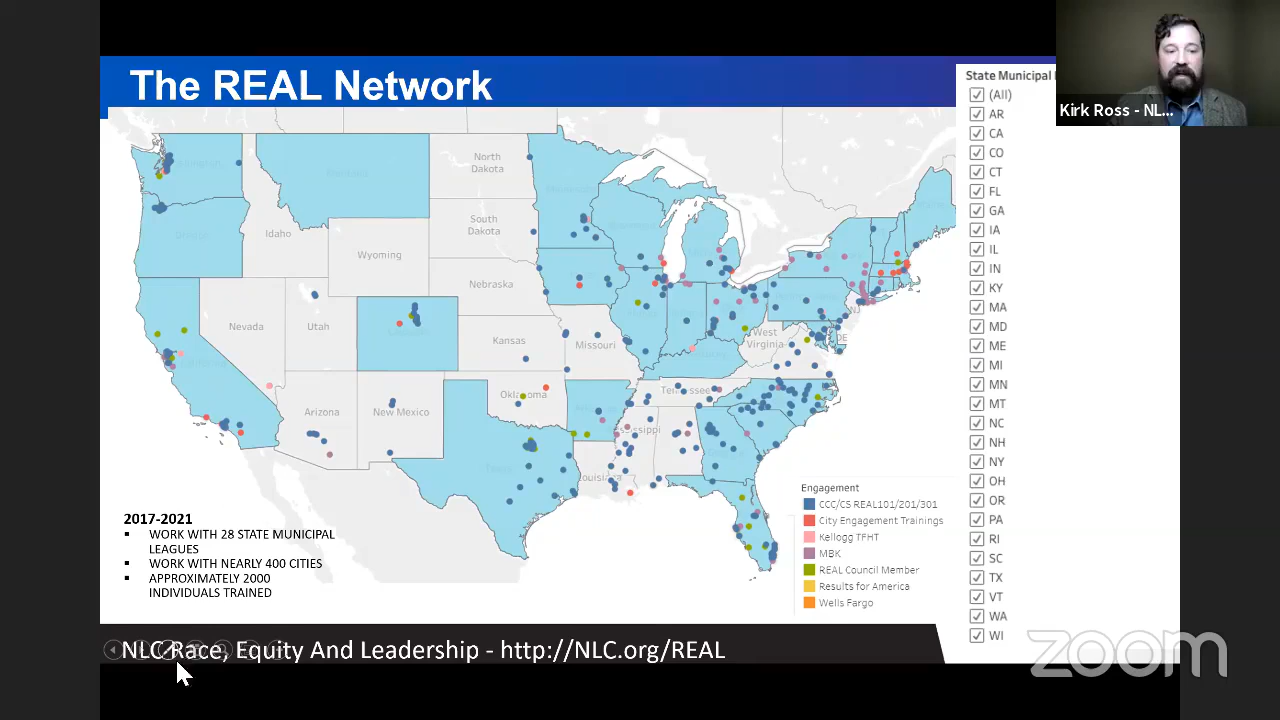 The REAL Network
State Municipal
(All)
AR
CA
CO
CT
FL
GA
IA
IL
IN
KY
MA
MD
ME
MI
MN
MT
NC
NH
NY
OH
OR
PA
RI
SC
TX
VT
WA
WI
Kirk Ross - NL...
North
Dakota
South
Dakota
Idaho
Wyoming
Nebraska
Nevada
Utah
Kansas
Missouri
West
Virginia
NJ
DE
Oklahoma
Tennessee
Arizona
New Mexico
Engagement
CCC/CS REAL101/201/301
City Engagement Trainings
Kellogg TFHT
MBK
REAL Council Member
Results for America
Wells Fargo
2017-2021
▪ WORK WITH 28 STATE MUNICIPAL
LEAGUES
▪ WORK WITH NEARLY 400 CITIES
▪ APPROXIMATELY 2000
INDIVIDUALS TRAINED
NLC Race, Equity And Leadership - http://NLC.org/REAL
zoom